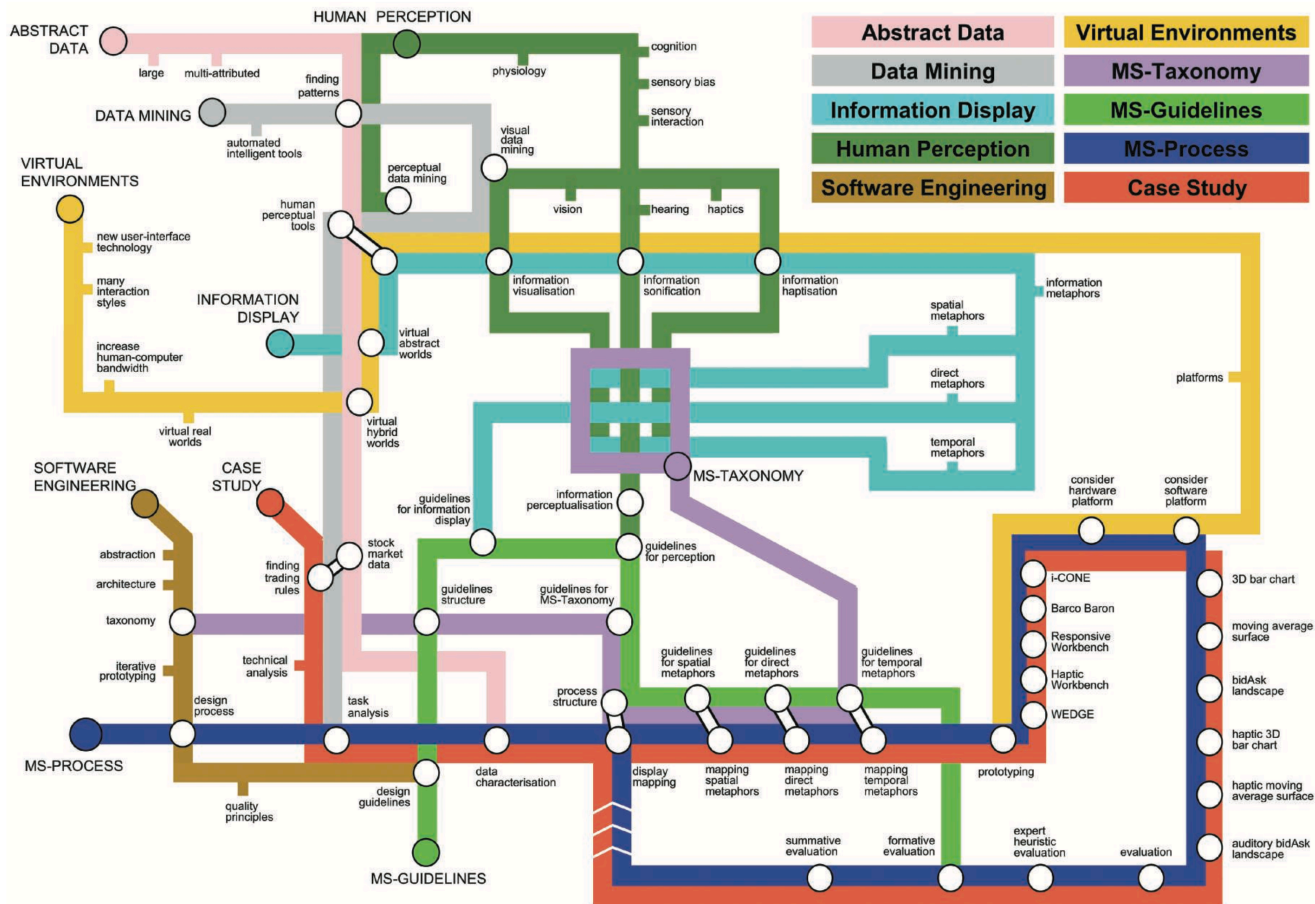 HUMAN PERCEPTION
ABSTRACT
DATA
large
multi-attributed
finding
patterns
physiology
cognition
sensory bias
sensory
interaction
Abstract Data
Virtual Environments
Data Mining
MS-Taxonomy
Information Display
MS-Guidelines
Human Perception
MS-Process
Software Engineering
Case Study
DATA MINING
automated
intelligent tools
visual
data
mining
perceptual
data mining
VIRTUAL
ENVIRONMENTS
human
perceptual
tools
vision
hearing
haptics
new user-interface
technology
many
interaction
styles
INFORMATION
DISPLAY
information
visualisation
information
sonification
information
haptisation
information
metaphors
spatial
metaphors
virtual
abstract
worlds
increase
human-computer
bandwidth
direct
metaphors
platforms
virtual real
worlds
virtual
hybrid
worlds
temporal
metaphors
SOFTWARE
ENGINEERING
CASE
STUDY
MS-TAXONOMY
guidelines
for information
display
information
perceptualisation
consider
hardware
platform
consider
software
platform
abstraction
architecture
taxonomy
iterative
prototyping
finding
trading
rules
stock
market
data
guidelines
for perception
guidelines
structure
guidelines for
MS-Taxonomy
i-CONE
Barco Baron
Responsive
Workbench
Haptic
Workbench
WEDGE
3D bar chart
moving average
surface
bidAsk
landscape
haptic 3D
bar chart
haptic moving
average surface
auditory bidAsk
landscape
technical
analysis
guidelines
for spatial
metaphors
guidelines
for direct
metaphors
guidelines
for temporal
metaphors
design
process
task
analysis
process
structure
MS-PROCESS
data
characterisation
display
mapping
mapping
spatial
metaphors
mapping
direct
metaphors
mapping
temporal
metaphors
prototyping
quality
principles
design
guidelines
MS-GUIDELINES
summative
evaluation
formative
evaluation
expert
heuristic
evaluation
evaluation